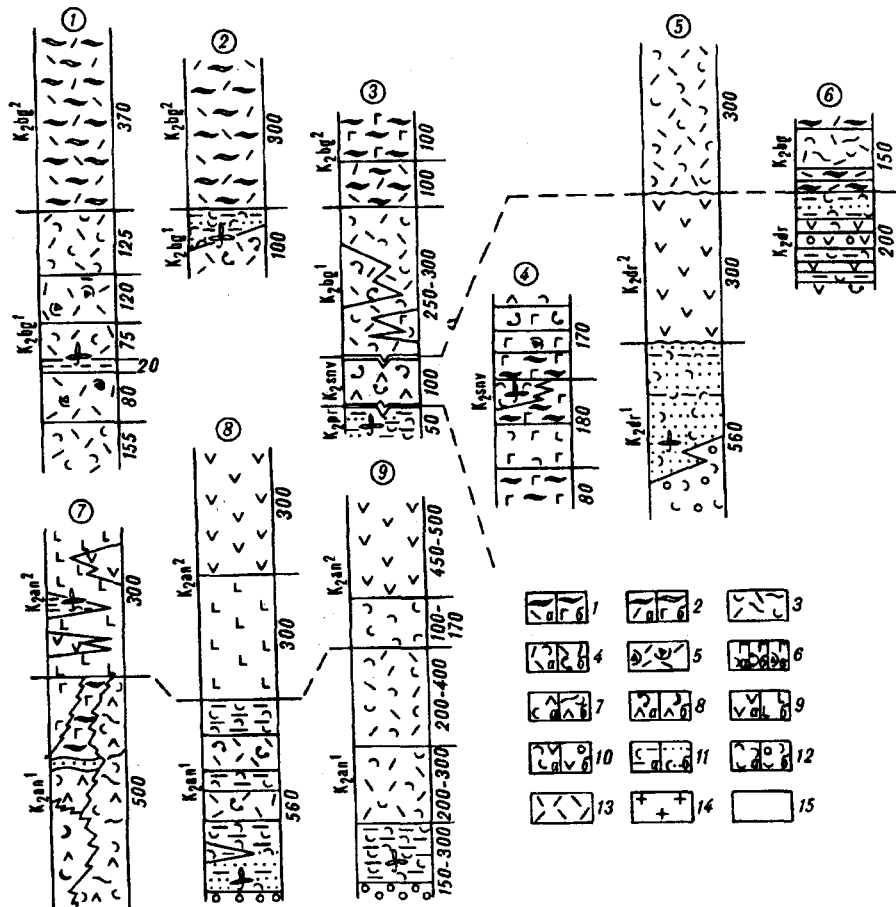 1
K₂bg²
370
K₂bg¹
125
120
75
20
80
155
2
K₂bg²
300
K₂bg¹
100
3
K₂bg²
100
100
K₂bg¹
250-300
K₂snv
100
K₂pr
50
4
K₂snv
170
180
80
5
300
K₂dr²
300
K₂dr¹
560
6
K₂bg
150
K₂dr
200
7
K₂an²
300
K₂an¹
500
8
K₂an²
300
300
K₂an¹
560
9
K₂an²
450-500
100-
170
200-400
K₂an¹
200-300
150-300
а б 1
а б 2
3
а б 4
5
6
а б 7
а б 8
а б 9
а б 10
а б 11
а б 12
13
14
15